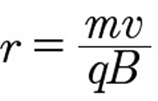 r = mv/qB